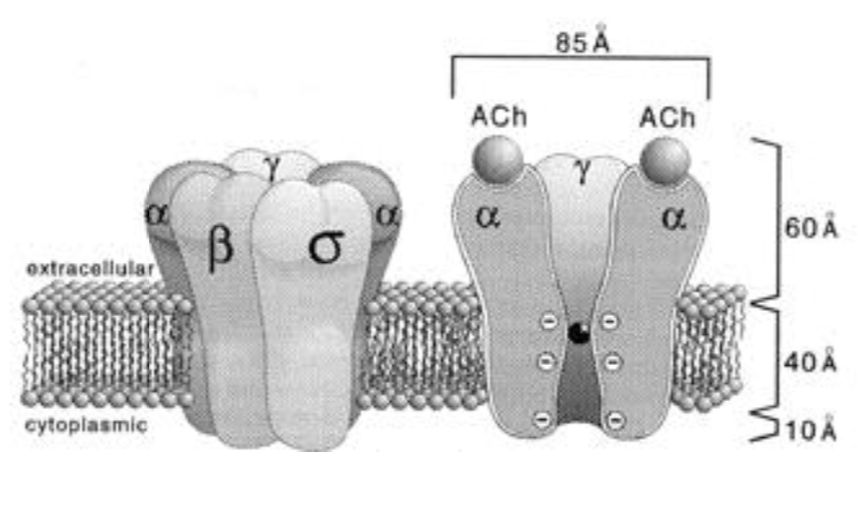 85 Å
ACh ACh
γ γ
α α α α
β σ
60 Å
extracellular
⊖ ⊖
⊖ ⊖
40 Å
cytoplasmic
⊖ ⊖
10 Å